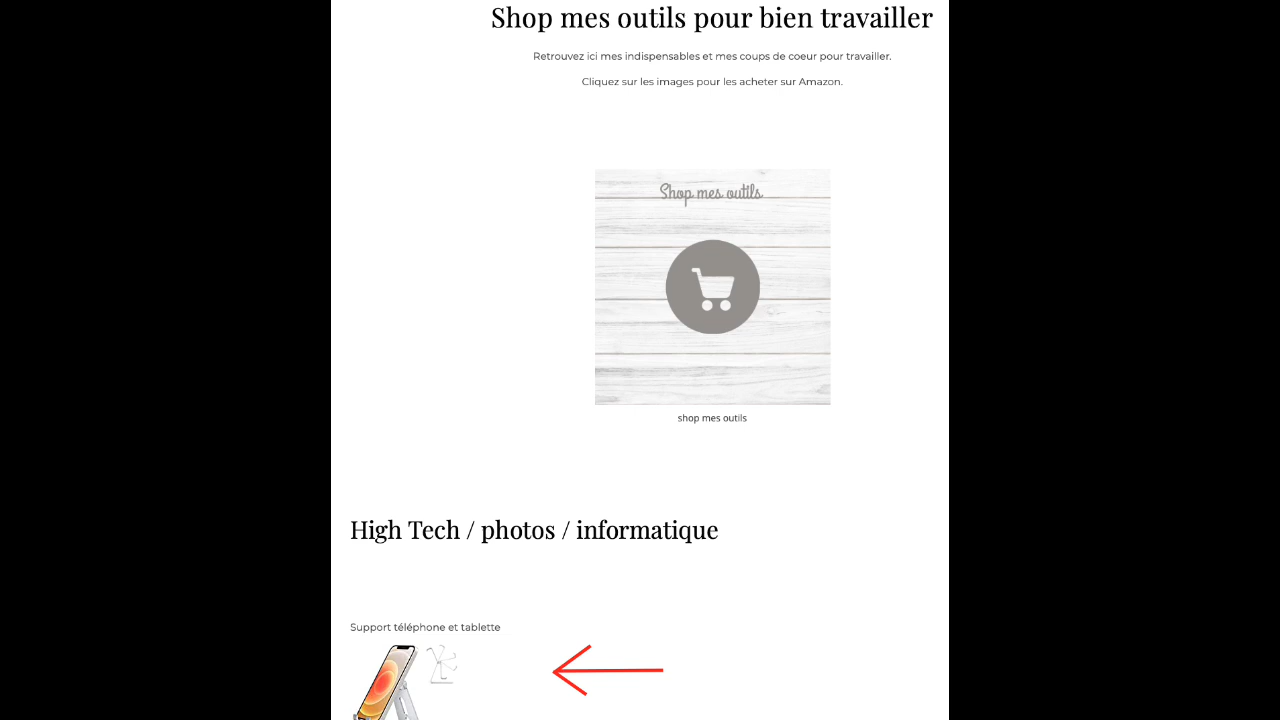 Shop mes outils pour bien travailler
Retrouvez ici mes indispensables et mes coups de coeur pour travailler.
Cliquez sur les images pour les acheter sur Amazon.
Shop mes outils
shop mes outils
High Tech / photos / informatique
Support téléphone et tablette